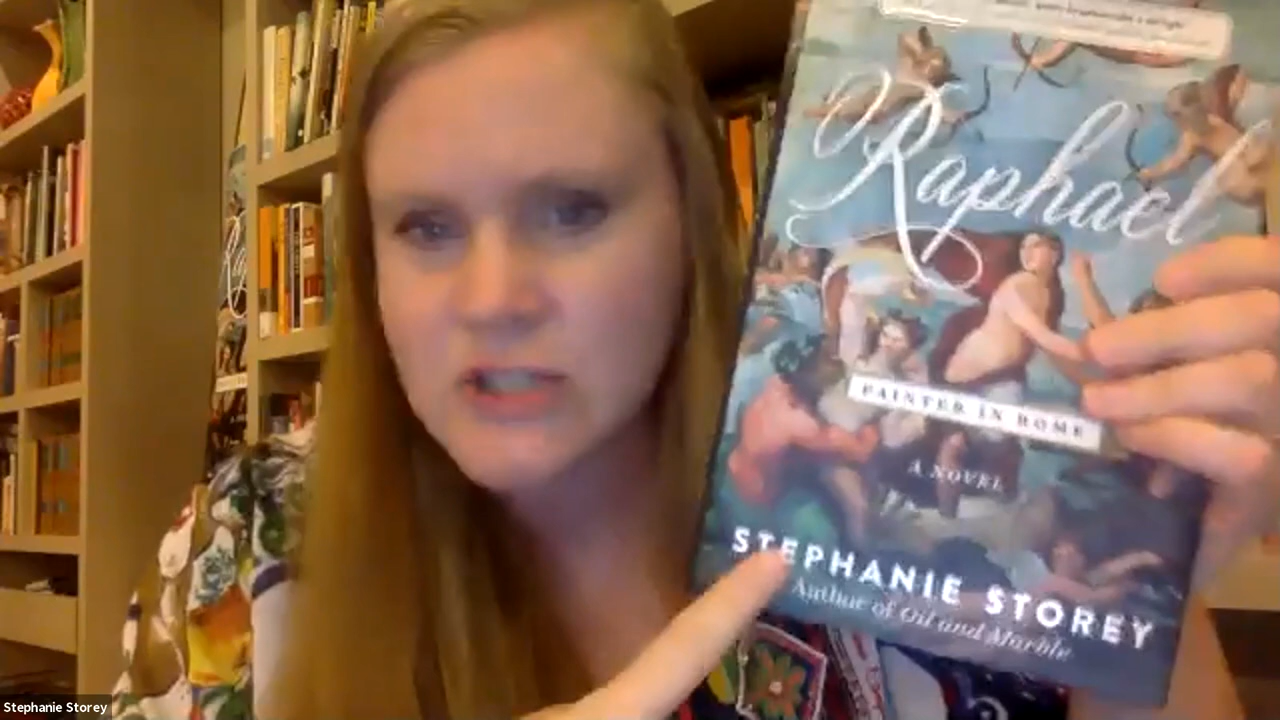 Raphael
PAINTER IN ROME
A NOVEL
STEPHANIE STOREY
Author of Oil and Marble
Stephanie Storey